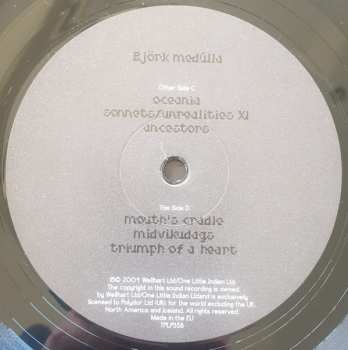 Björk medúlla
Other Side C
oceania
sonnets/unrealities XI
ancestors
This Side D
mouth's cradle
miðvikudags
triumph of a heart
℗© 2004 Wellhart Ltd/One Little Indian Ltd
The copyright in this sound recording is owned
by Wellhart Ltd/One Little Indian Ltd and is exclusively
licensed to Polydor Ltd (UK) for the world excluding the UK,
North America and Iceland. All rights reserved.
Made in the EU
TPLP358